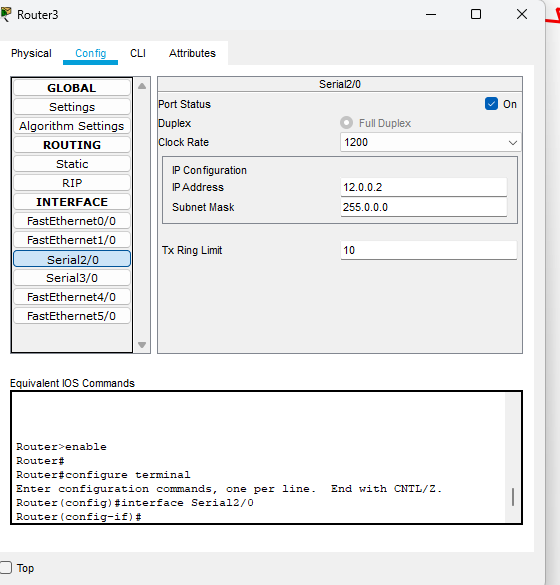 Router3
Physical Config CLI Attributes
GLOBAL
Settings
Algorithm Settings
ROUTING
Static
RIP
INTERFACE
FastEthernet0/0
FastEthernet1/0
Serial2/0
Serial3/0
FastEthernet4/0
FastEthernet5/0
Serial2/0
Port Status On
Duplex Full Duplex
Clock Rate 1200
IP Configuration
IP Address 12.0.0.2
Subnet Mask 255.0.0.0
Tx Ring Limit 10
Equivalent IOS Commands
Router>enable
Router#
Router#configure terminal
Enter configuration commands, one per line. End with CNTL/Z.
Router(config)#interface Serial2/0
Router(config-if)#
Top